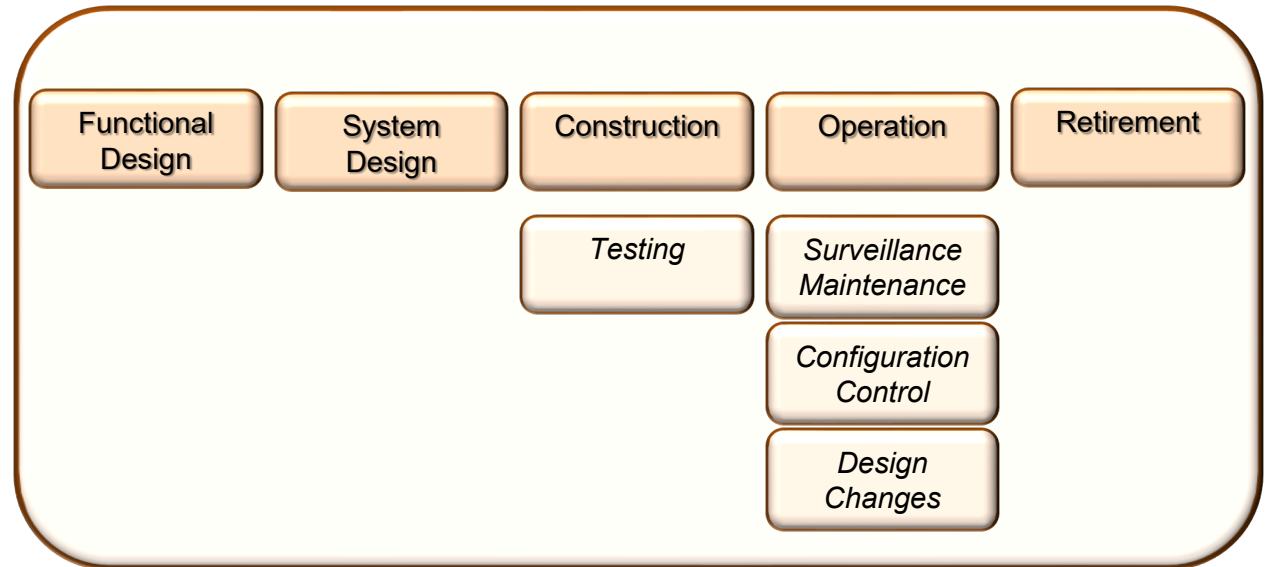 Functional
Design
System
Design
Construction
Operation
Retirement
Testing
Surveillance
Maintenance
Configuration
Control
Design
Changes